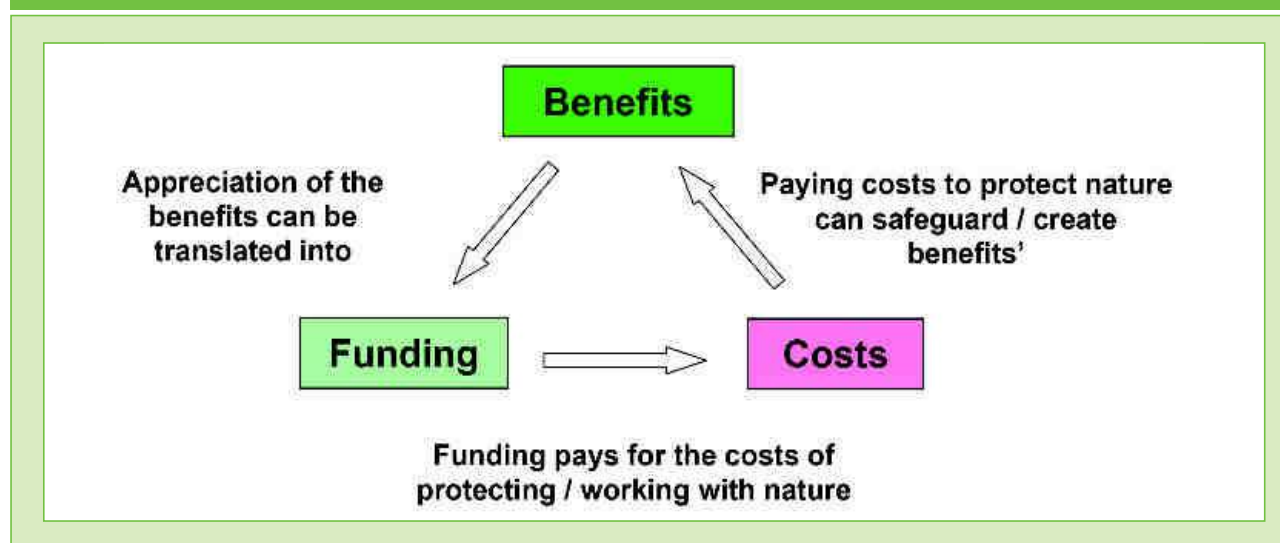 Benefits
Appreciation of the
benefits can be
translated into
Paying costs to protect nature
can safeguard / create
benefits’
Funding
Costs
Funding pays for the costs of
protecting / working with nature